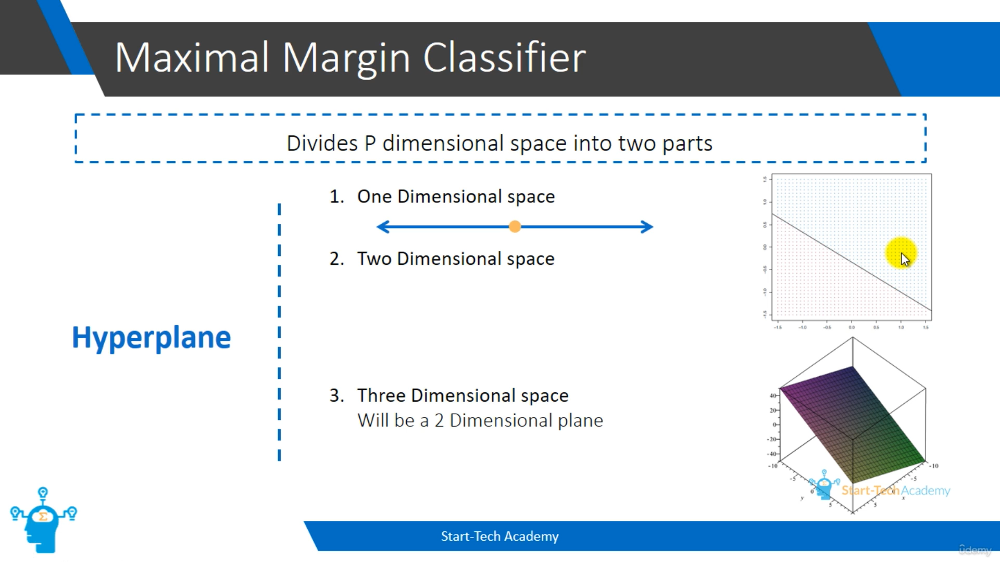 Maximal Margin Classifier
Divides P dimensional space into two parts
1. One Dimensional space
2. Two Dimensional space
Hyperplane
3. Three Dimensional space
Will be a 2 Dimensional plane
1.5
1.0
0.5
0.0
-0.5
-1.0
-1.5
-1.5 -1.0 -0.5 0.0 0.5 1.0 1.5
40
20
0
-20
-40
-10 -10
-5 -5
0
y x
5 5
Σ
Start-Tech Academy
Σ
Start-Tech Academy
ûdemy